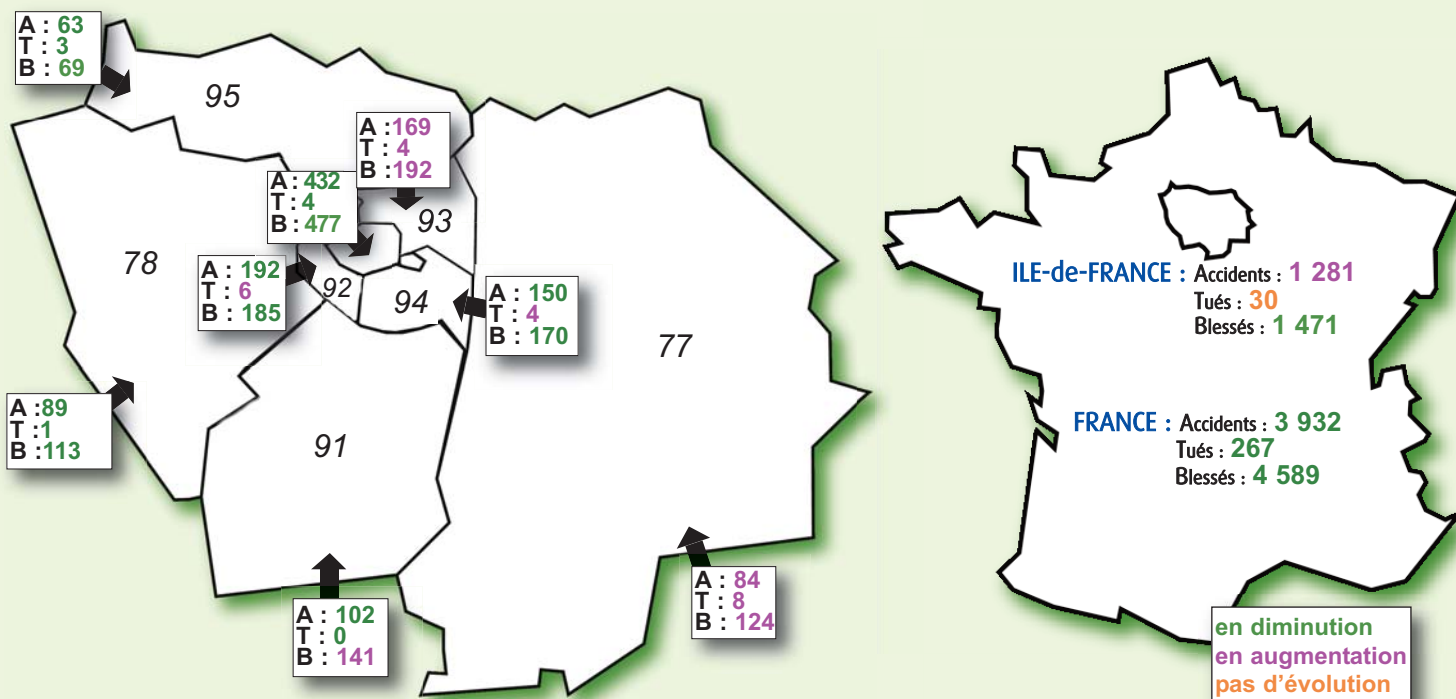 A : 63
T : 3
B : 69
95
A :169
T : 4
B :192
A: 432
T : 4
B : 477
93
78
A : 192
T : 6
B : 185
92
94
A : 150
T : 4
B : 170
77
A :89
T :1
B :113
91
A : 102
T : 0
B : 141
A : 84
T : 8
B : 124
ILE-de-FRANCE : Accidents : 1 281
Tués : 30
Blessés : 1 471
FRANCE : Accidents : 3 932
Tués : 267
Blessés : 4 589
en diminution
en augmentation
pas d'évolution